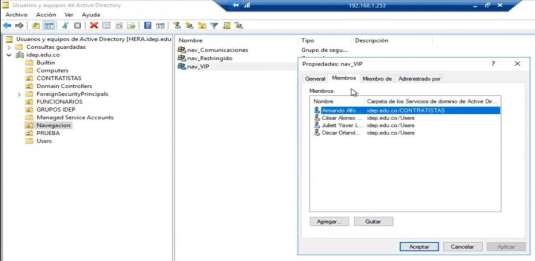 Usuarios y equipos de Active Directory
192.168.1.253
Archivo Acción Ver Ayuda
Usuarios y equipos de Active Directory [HERA.idep.edu
Consultas guardadas
idep.edu.co
Builtin
Computers
CONTRATISTAS
Domain Controllers
ForeignSecurityPrincipals
FUNCIONARIOS
GRUPOS IDEP
Managed Service Accounts
Navegacion
PRUEBA
Users
Nombre Tipo Descripción
nav_Comunicaciones Grupo de segu...
nav_Restringido
nav_VIP
Propiedades: nav_VIP
General Miembros Miembro de Administrado por
Miembros:
Nombre Carpeta de los Servicios de dominio de Active Dir...
Armando Alfo... idep.edu.co/CONTRATISTAS
César Alonso ... idep.edu.co/Users
Juliett Yaver L... idep.edu.co/Users
Oscar Orland... idep.edu.co/Users
Agregar... Quitar
Aceptar Cancelar Aplicar